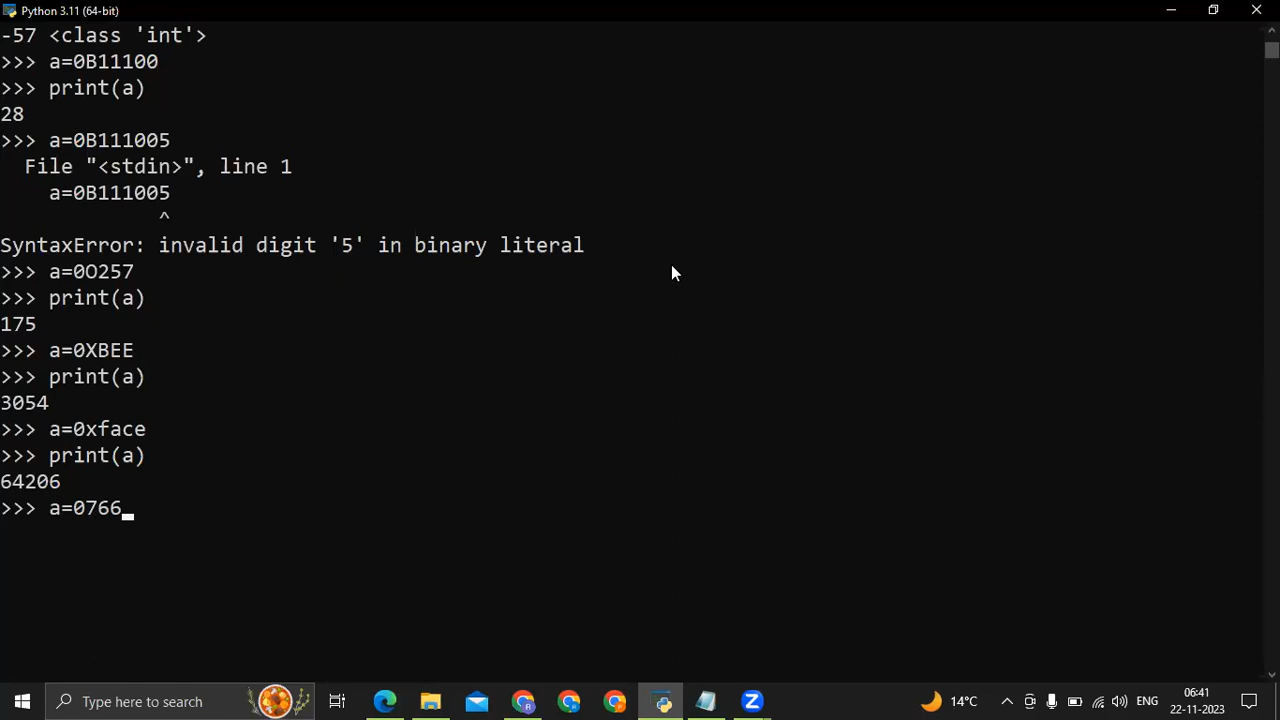 Python 3.11 (64-bit)
-57 <class 'int'>
>>> a=0B11100
>>> print(a)
28
>>> a=0B111005
  File "<stdin>", line 1
    a=0B111005
             ^
SyntaxError: invalid digit '5' in binary literal
>>> a=0O257
>>> print(a)
175
>>> a=0XBEE
>>> print(a)
3054
>>> a=0xface
>>> print(a)
64206
>>> a=0766_
Type here to search
14°C
ENG
06:41
22-11-2023